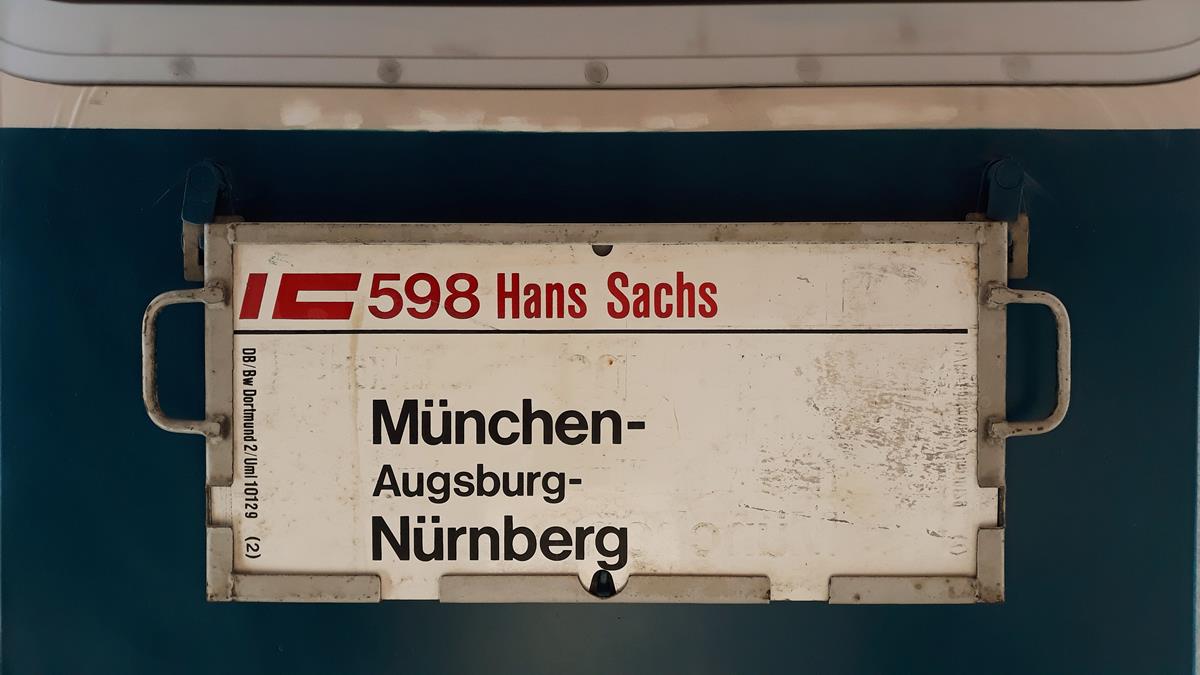 IC 598 Hans Sachs
München-
Augsburg-
Nürnberg
DB/Bw Dortmund 2/Uml 10129 (2)